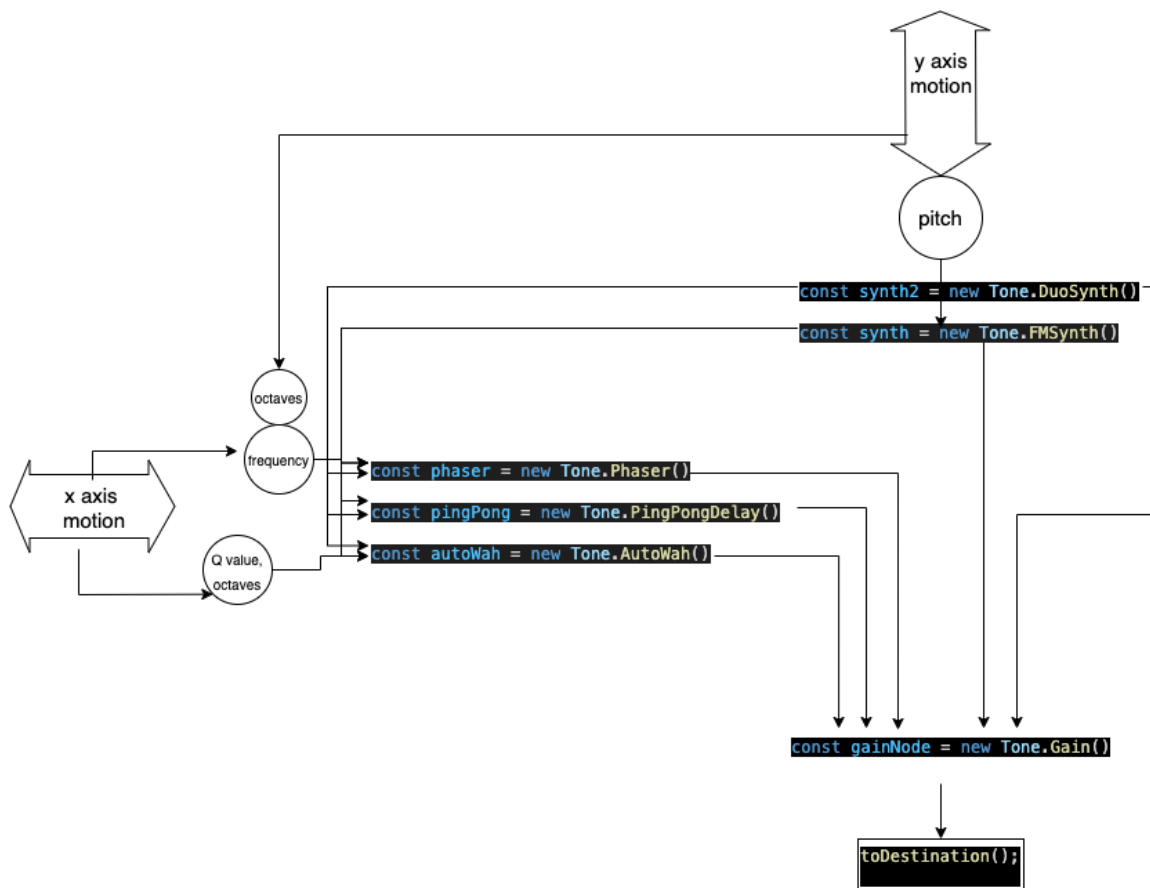 y axis
motion
pitch
const synth2 = new Tone.DuoSynth()
const synth = new Tone.FMSynth()
octaves
frequency
const phaser = new Tone.Phaser()
x axis
motion
const pingPong = new Tone.PingPongDelay()
const autoWah = new Tone.AutoWah()
Q value,
octaves
const gainNode = new Tone.Gain()
toDestination();